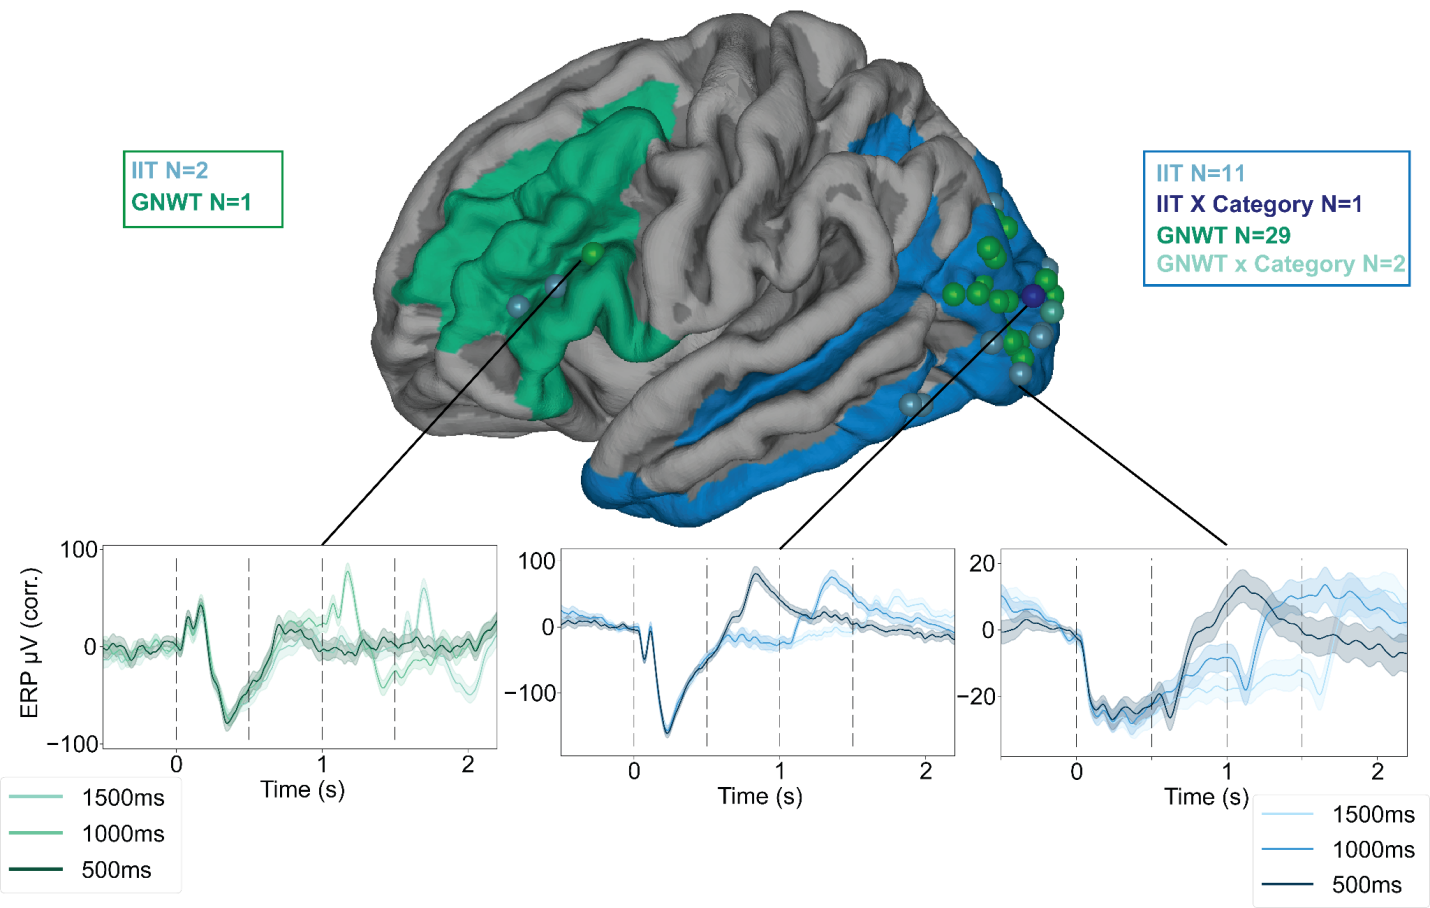 IIT N=2
GNWT N=1
IIT N=11
IIT X Category N=1
GNWT N=29
GNWT x Category N=2
ERP µV (corr.)
100
0
−100
0
1
2
Time (s)
100
0
−100
0
1
2
Time (s)
20
0
−20
0
1
2
Time (s)
1500ms
1000ms
500ms
1500ms
1000ms
500ms